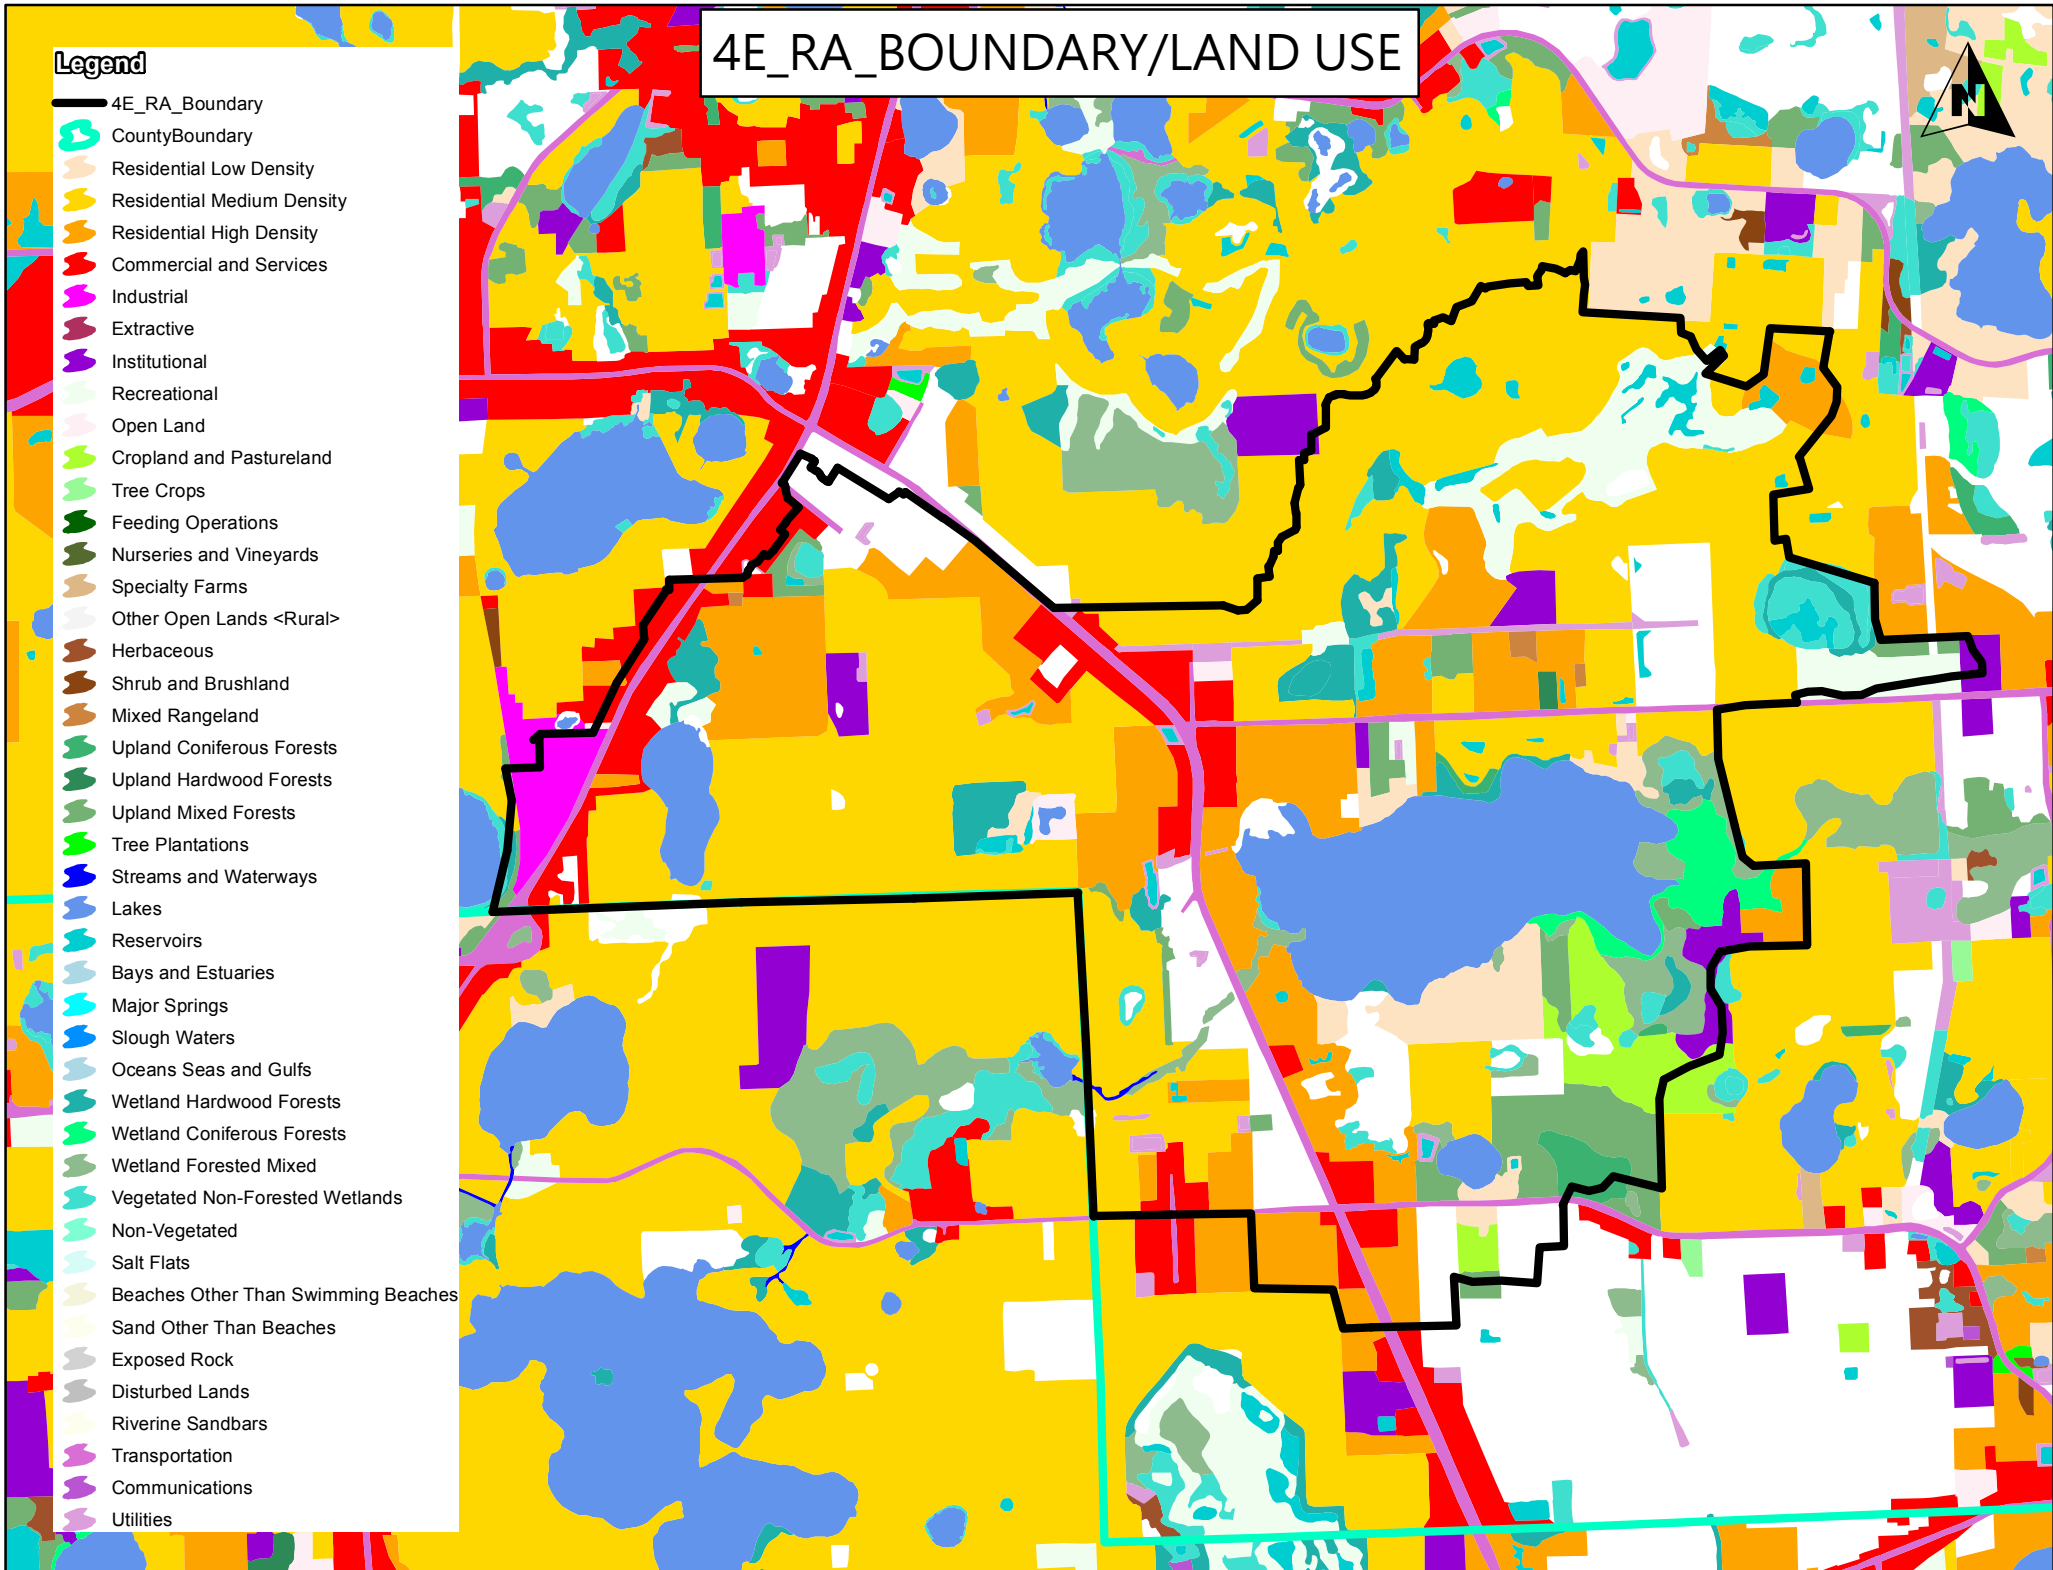 4E_RA_BOUNDARY/LAND USE
N
Legend
4E_RA_Boundary
CountyBoundary
Residential Low Density
Residential Medium Density
Residential High Density
Commercial and Services
Industrial
Extractive
Institutional
Recreational
Open Land
Cropland and Pastureland
Tree Crops
Feeding Operations
Nurseries and Vineyards
Specialty Farms
Other Open Lands <Rural>
Herbaceous
Shrub and Brushland
Mixed Rangeland
Upland Coniferous Forests
Upland Hardwood Forests
Upland Mixed Forests
Tree Plantations
Streams and Waterways
Lakes
Reservoirs
Bays and Estuaries
Major Springs
Slough Waters
Oceans Seas and Gulfs
Wetland Hardwood Forests
Wetland Coniferous Forests
Wetland Forested Mixed
Vegetated Non-Forested Wetlands
Non-Vegetated
Salt Flats
Beaches Other Than Swimming Beaches
Sand Other Than Beaches
Exposed Rock
Disturbed Lands
Riverine Sandbars
Transportation
Communications
Utilities